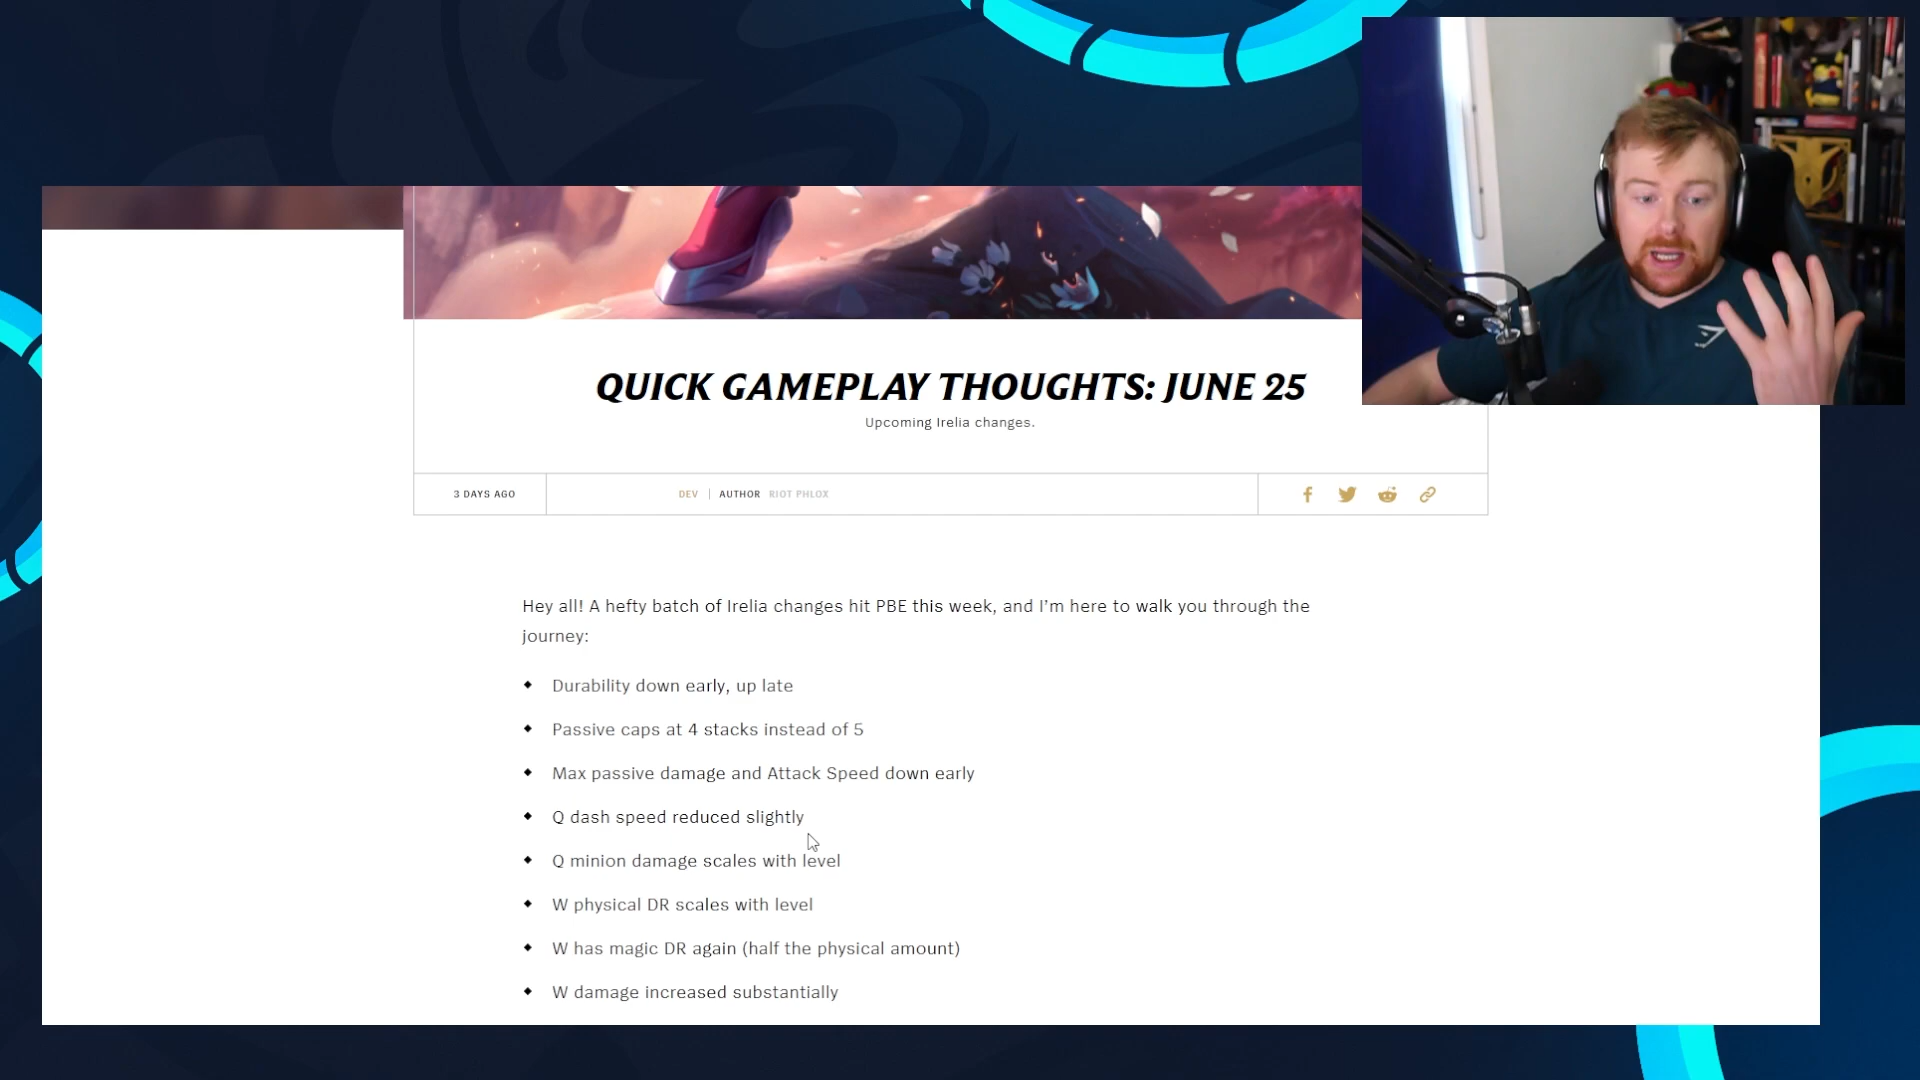 QUICK GAMEPLAY THOUGHTS: JUNE 25
Upcoming Irelia changes.
3 DAYS AGO
DEV | AUTHOR RIOT PHLOX
Hey all! A hefty batch of Irelia changes hit PBE this week, and I’m here to walk you through the
journey:
Durability down early, up late
Passive caps at 4 stacks instead of 5
Max passive damage and Attack Speed down early
Q dash speed reduced slightly
Q minion damage scales with level
W physical DR scales with level
W has magic DR again (half the physical amount)
W damage increased substantially